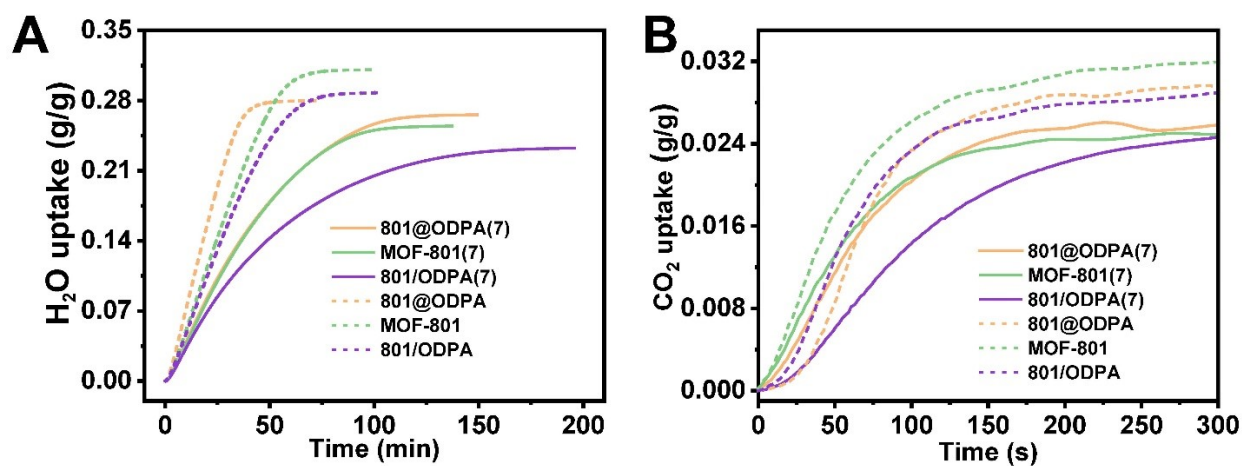 A
H₂O uptake (g/g)
0.35
0.28
0.21
0.14
0.07
0.00
801@ODPA(7)
MOF-801(7)
801/ODPA(7)
801@ODPA
MOF-801
801/ODPA
0
50
100
150
200
Time (min)
B
CO₂ uptake (g/g)
0.032
0.024
0.016
0.008
0.000
801@ODPA(7)
MOF-801(7)
801/ODPA(7)
801@ODPA
MOF-801
801/ODPA
0
50
100
150
200
250
300
Time (s)